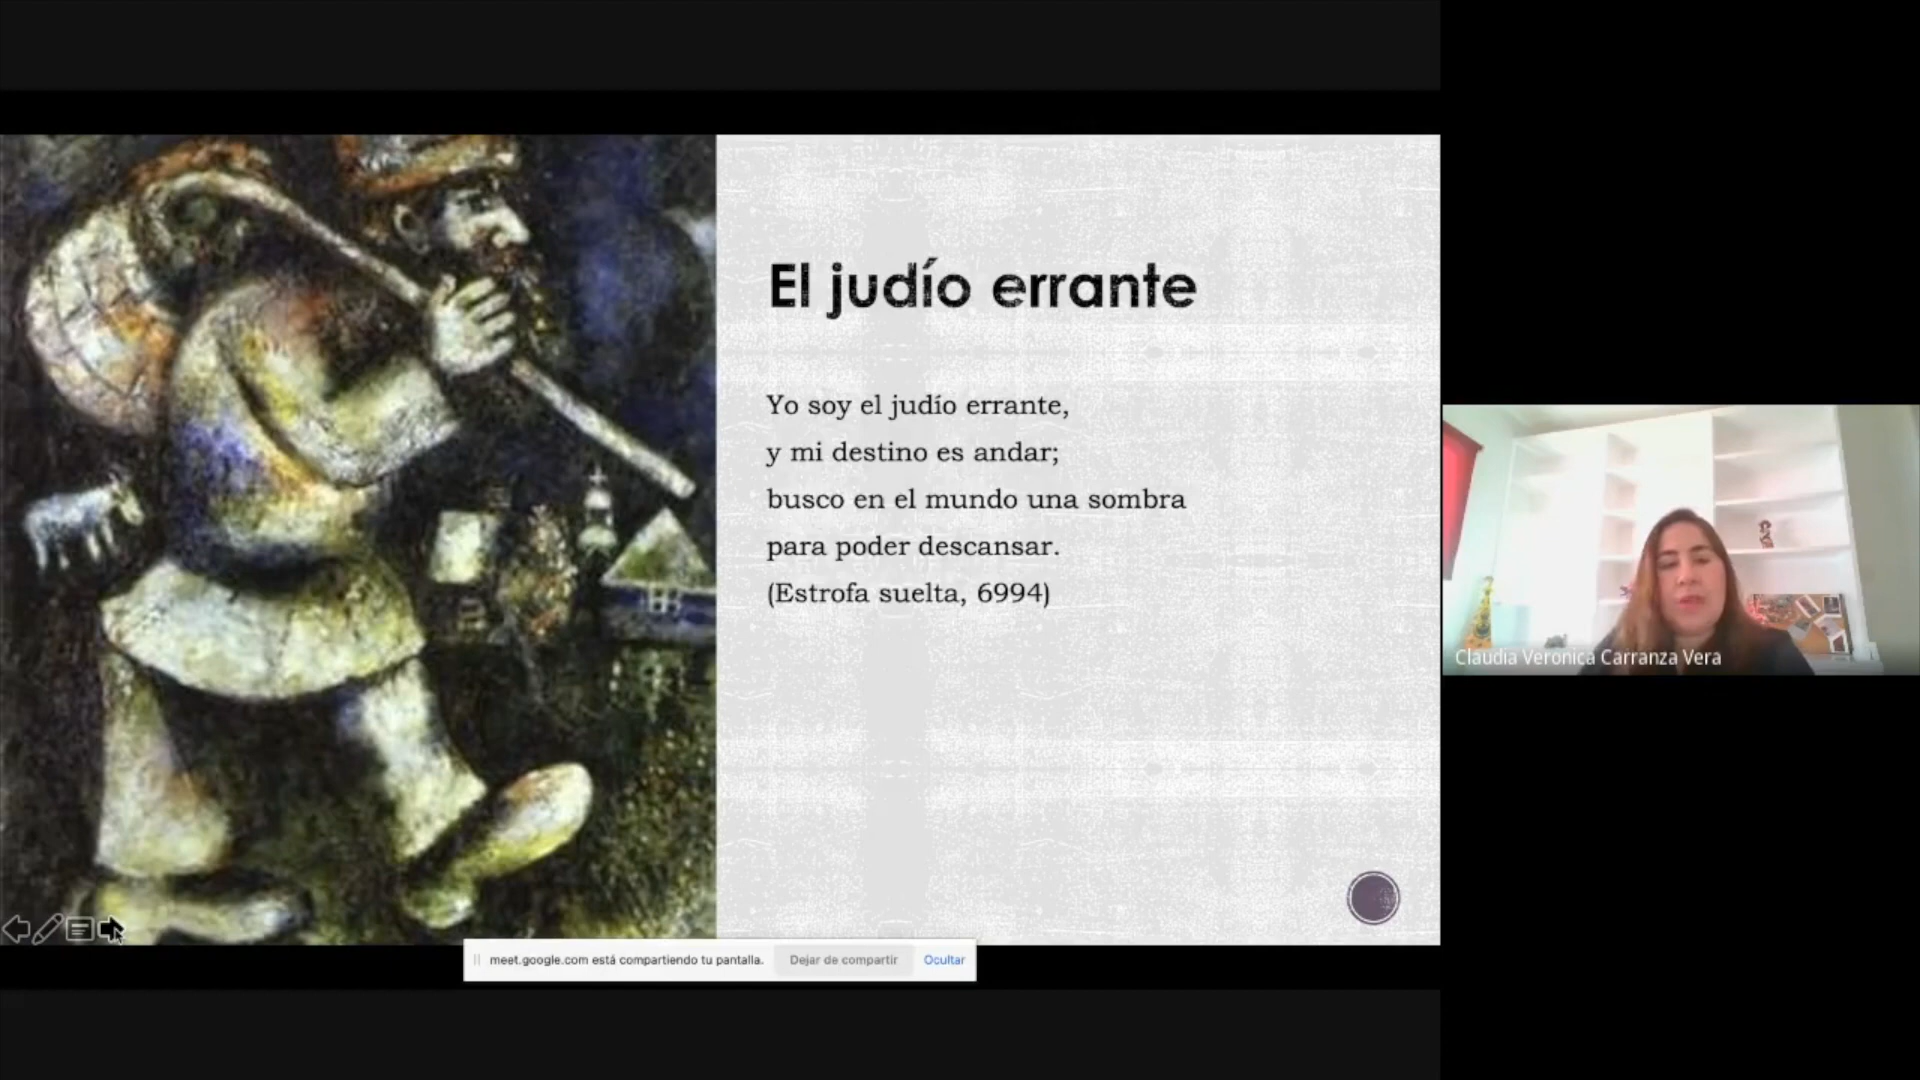 El judío errante
Yo soy el judío errante,
y mi destino es andar;
busco en el mundo una sombra
para poder descansar.
(Estrofa suelta, 6994)
Claudia Veronica Carranza Vera
meet.google.com está compartiendo tu pantalla.
Dejar de compartir
Ocultar